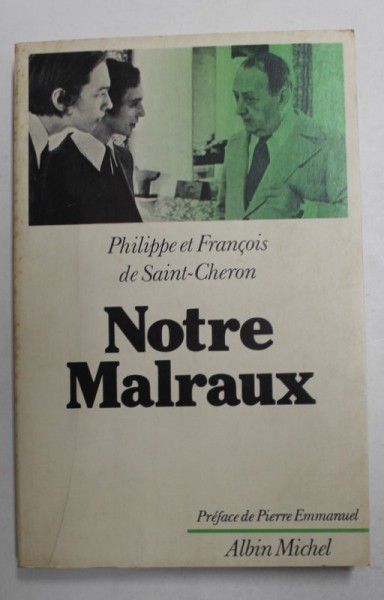 Philippe et François
de Saint-Cheron
Notre
Malraux
Préface de Pierre Emmanuel
Albin Michel